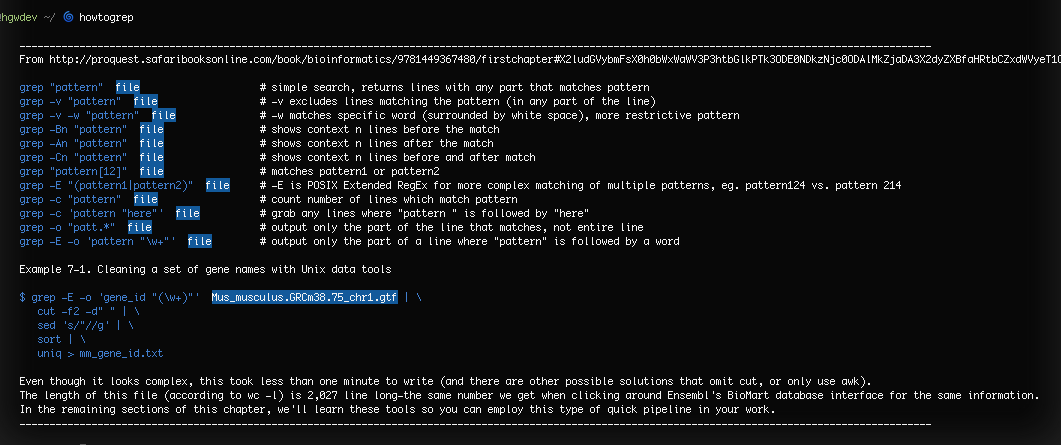 @hgwdev ~/ 🌀 howtogrep
--------------------------------------------------------------------------------
From http://proquest.safaribooksonline.com/book/bioinformatics/9781449367480/firstchapter#
grep "pattern" file # simple search, returns lines with any part that matches pattern
grep -v "pattern" file # -v excludes lines matching the pattern (in any part of the line)
grep -v -w "pattern" file # -w matches specific word (surrounded by white space), more restrictive pattern
grep -Bn "pattern" file # shows context n lines before the match
grep -An "pattern" file # shows context n lines after the match
grep -Cn "pattern" file # shows context n lines before and after match
grep "pattern[12]" file # matches pattern1 or pattern2
grep -E "(pattern1|pattern2)" file # -E is POSIX Extended RegEx for more complex matching of multiple patterns, eg. pattern124 vs. pattern 214
grep -c "pattern" file # count number of lines which match pattern
grep -c 'pattern "here"' file # grab any lines where "pattern " is followed by "here"
grep -o "patt.*" file # output only the part of the line that matches, not entire line
grep -E -o 'pattern "\w+"' file # output only the part of a line where "pattern" is followed by a word
Example 7-1. Cleaning a set of gene names with Unix data tools
$ grep -E -o 'gene_id "(\w+)"' Mus_musculus.GRCm38.75_chr1.gtf | \
cut -f2 -d" " | \
sed 's/"//g' | \
sort | \
uniq > mm_gene_id.txt
Even though it looks complex, this took less than one minute to write (and there are other possible solutions that omit cut, or only use awk).
The length of this file (according to wc -l) is 2,027 line long—the same number we get when clicking around Ensembl's BioMart database interface for the same information.
In the remaining sections of this chapter, we'll learn these tools so you can employ this type of quick pipeline in your work.
--------------------------------------------------------------------------------